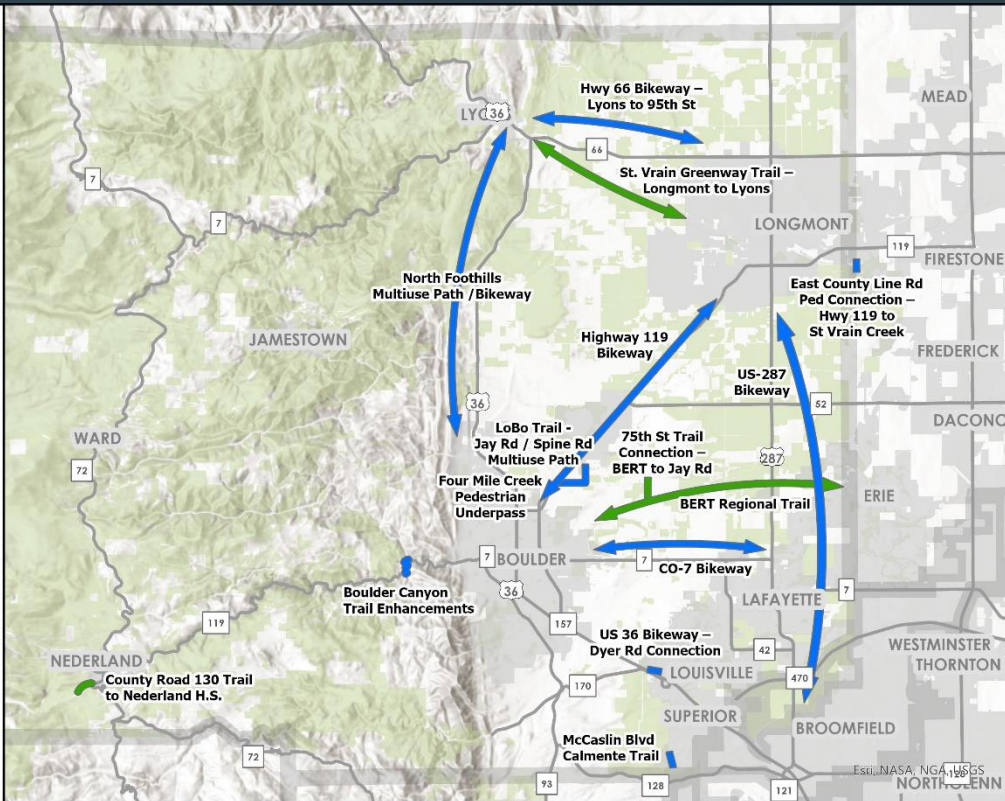 Hwy 66 Bikeway –
Lyons to 95th St
MEAD
36
66
7
St. Vrain Greenway Trail –
Longmont to Lyons
7
LONGMONT
119
FIRESTONE
North Foothills
Multiuse Path /Bikeway
East County Line Rd
Ped Connection –
Hwy 119 to
St Vrain Creek
JAMESTOWN
Highway 119
Bikeway
FREDERICK
US-287
Bikeway
36
52
DACONO
WARD
LoBo Trail -
Jay Rd / Spine Rd
Multiuse Path
75th St Trail
Connection –
BERT to Jay Rd
287
72
Four Mile Creek
Pedestrian
Underpass
BERT Regional Trail
ERIE
7
BOULDER
7
CO-7 Bikeway
Boulder Canyon
Trail Enhancements
36
LAFAYETTE
7
119
157
US 36 Bikeway –
Dyer Rd Connection
42
WESTMINSTER
THORNTON
NEDERLAND
County Road 130 Trail
to Nederland H.S.
LOUISVILLE
170
470
SUPERIOR
BROOMFIELD
72
McCaslin Blvd
Calmente Trail
93
128
121
Esri, NASA, NGA, USGS